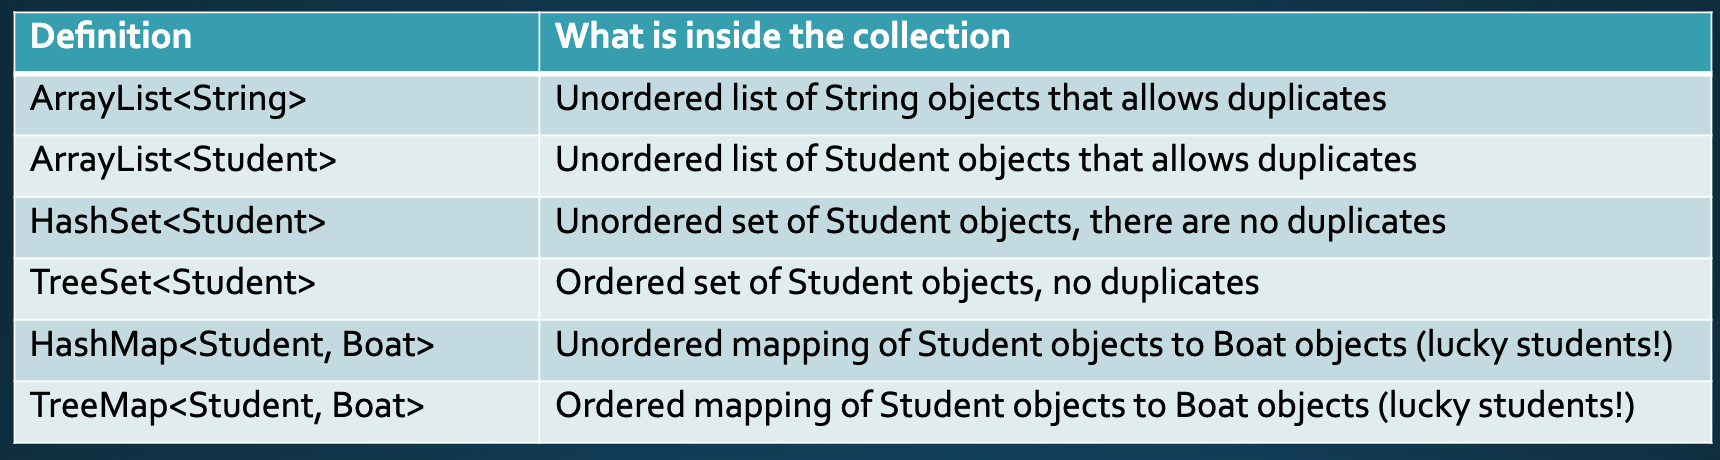 Definition
What is inside the collection
ArrayList<String>
Unordered list of String objects that allows duplicates
ArrayList<Student>
Unordered list of Student objects that allows duplicates
HashSet<Student>
Unordered set of Student objects, there are no duplicates
TreeSet<Student>
Ordered set of Student objects, no duplicates
HashMap<Student, Boat>
Unordered mapping of Student objects to Boat objects (lucky students!)
TreeMap<Student, Boat>
Ordered mapping of Student objects to Boat objects (lucky students!)